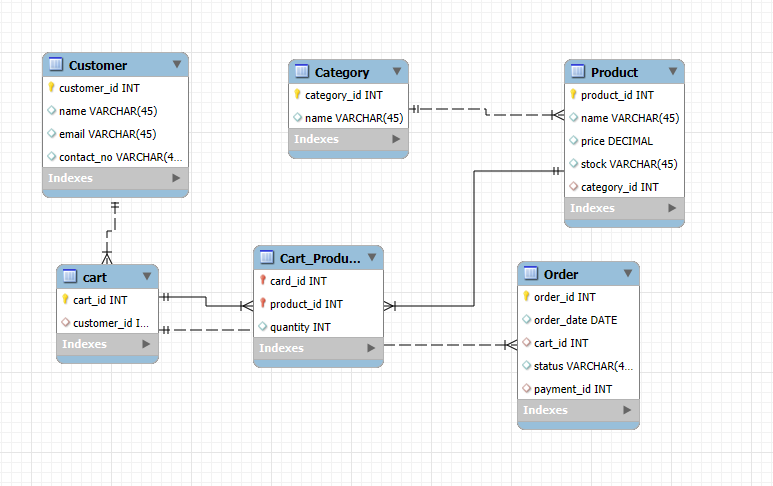 Customer
customer_id INT
name VARCHAR(45)
email VARCHAR(45)
contact_no VARCHAR(4...
Indexes
Category
category_id INT
name VARCHAR(45)
Indexes
Product
product_id INT
name VARCHAR(45)
price DECIMAL
stock VARCHAR(45)
category_id INT
Indexes
cart
cart_id INT
customer_id I...
Indexes
Cart_Produ...
card_id INT
product_id INT
quantity INT
Indexes
Order
order_id INT
order_date DATE
cart_id INT
status VARCHAR(4...
payment_id INT
Indexes